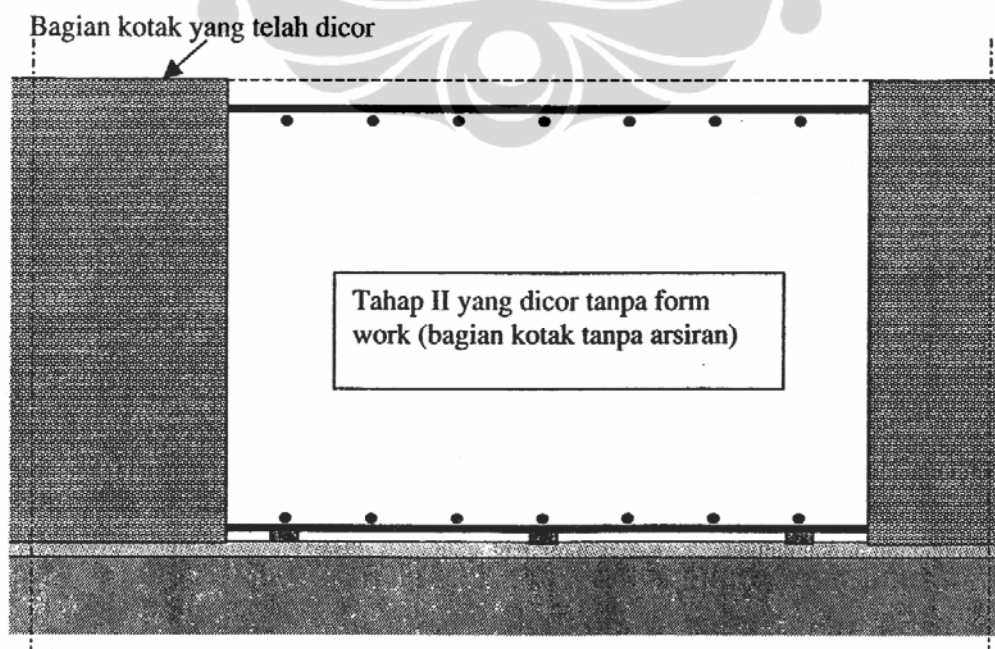 Bagian kotak yang telah dicor
Tahap II yang dicor tanpa form
work (bagian kotak tanpa arsiran)